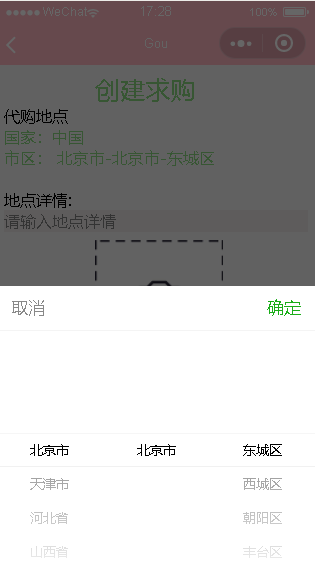 WeChat 17:28 100%
Gou
创建求购
代购地点
国家：中国
市区： 北京市-北京市-东城区
地点详情:
请输入地点详情
取消 确定
北京市 北京市 东城区
天津市 西城区
河北省 朝阳区
山西省 丰台区